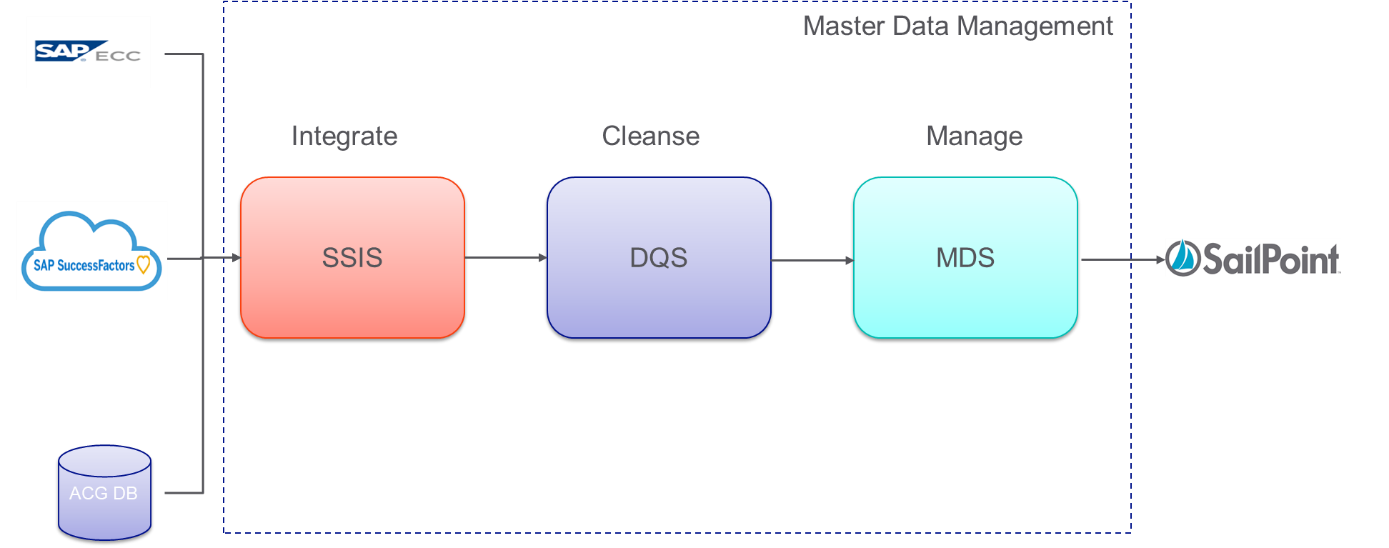 Master Data Management
SAP ECC
Integrate
Cleanse
Manage
SAP SuccessFactors
SSIS
DQS
MDS
SailPoint
ACG DB